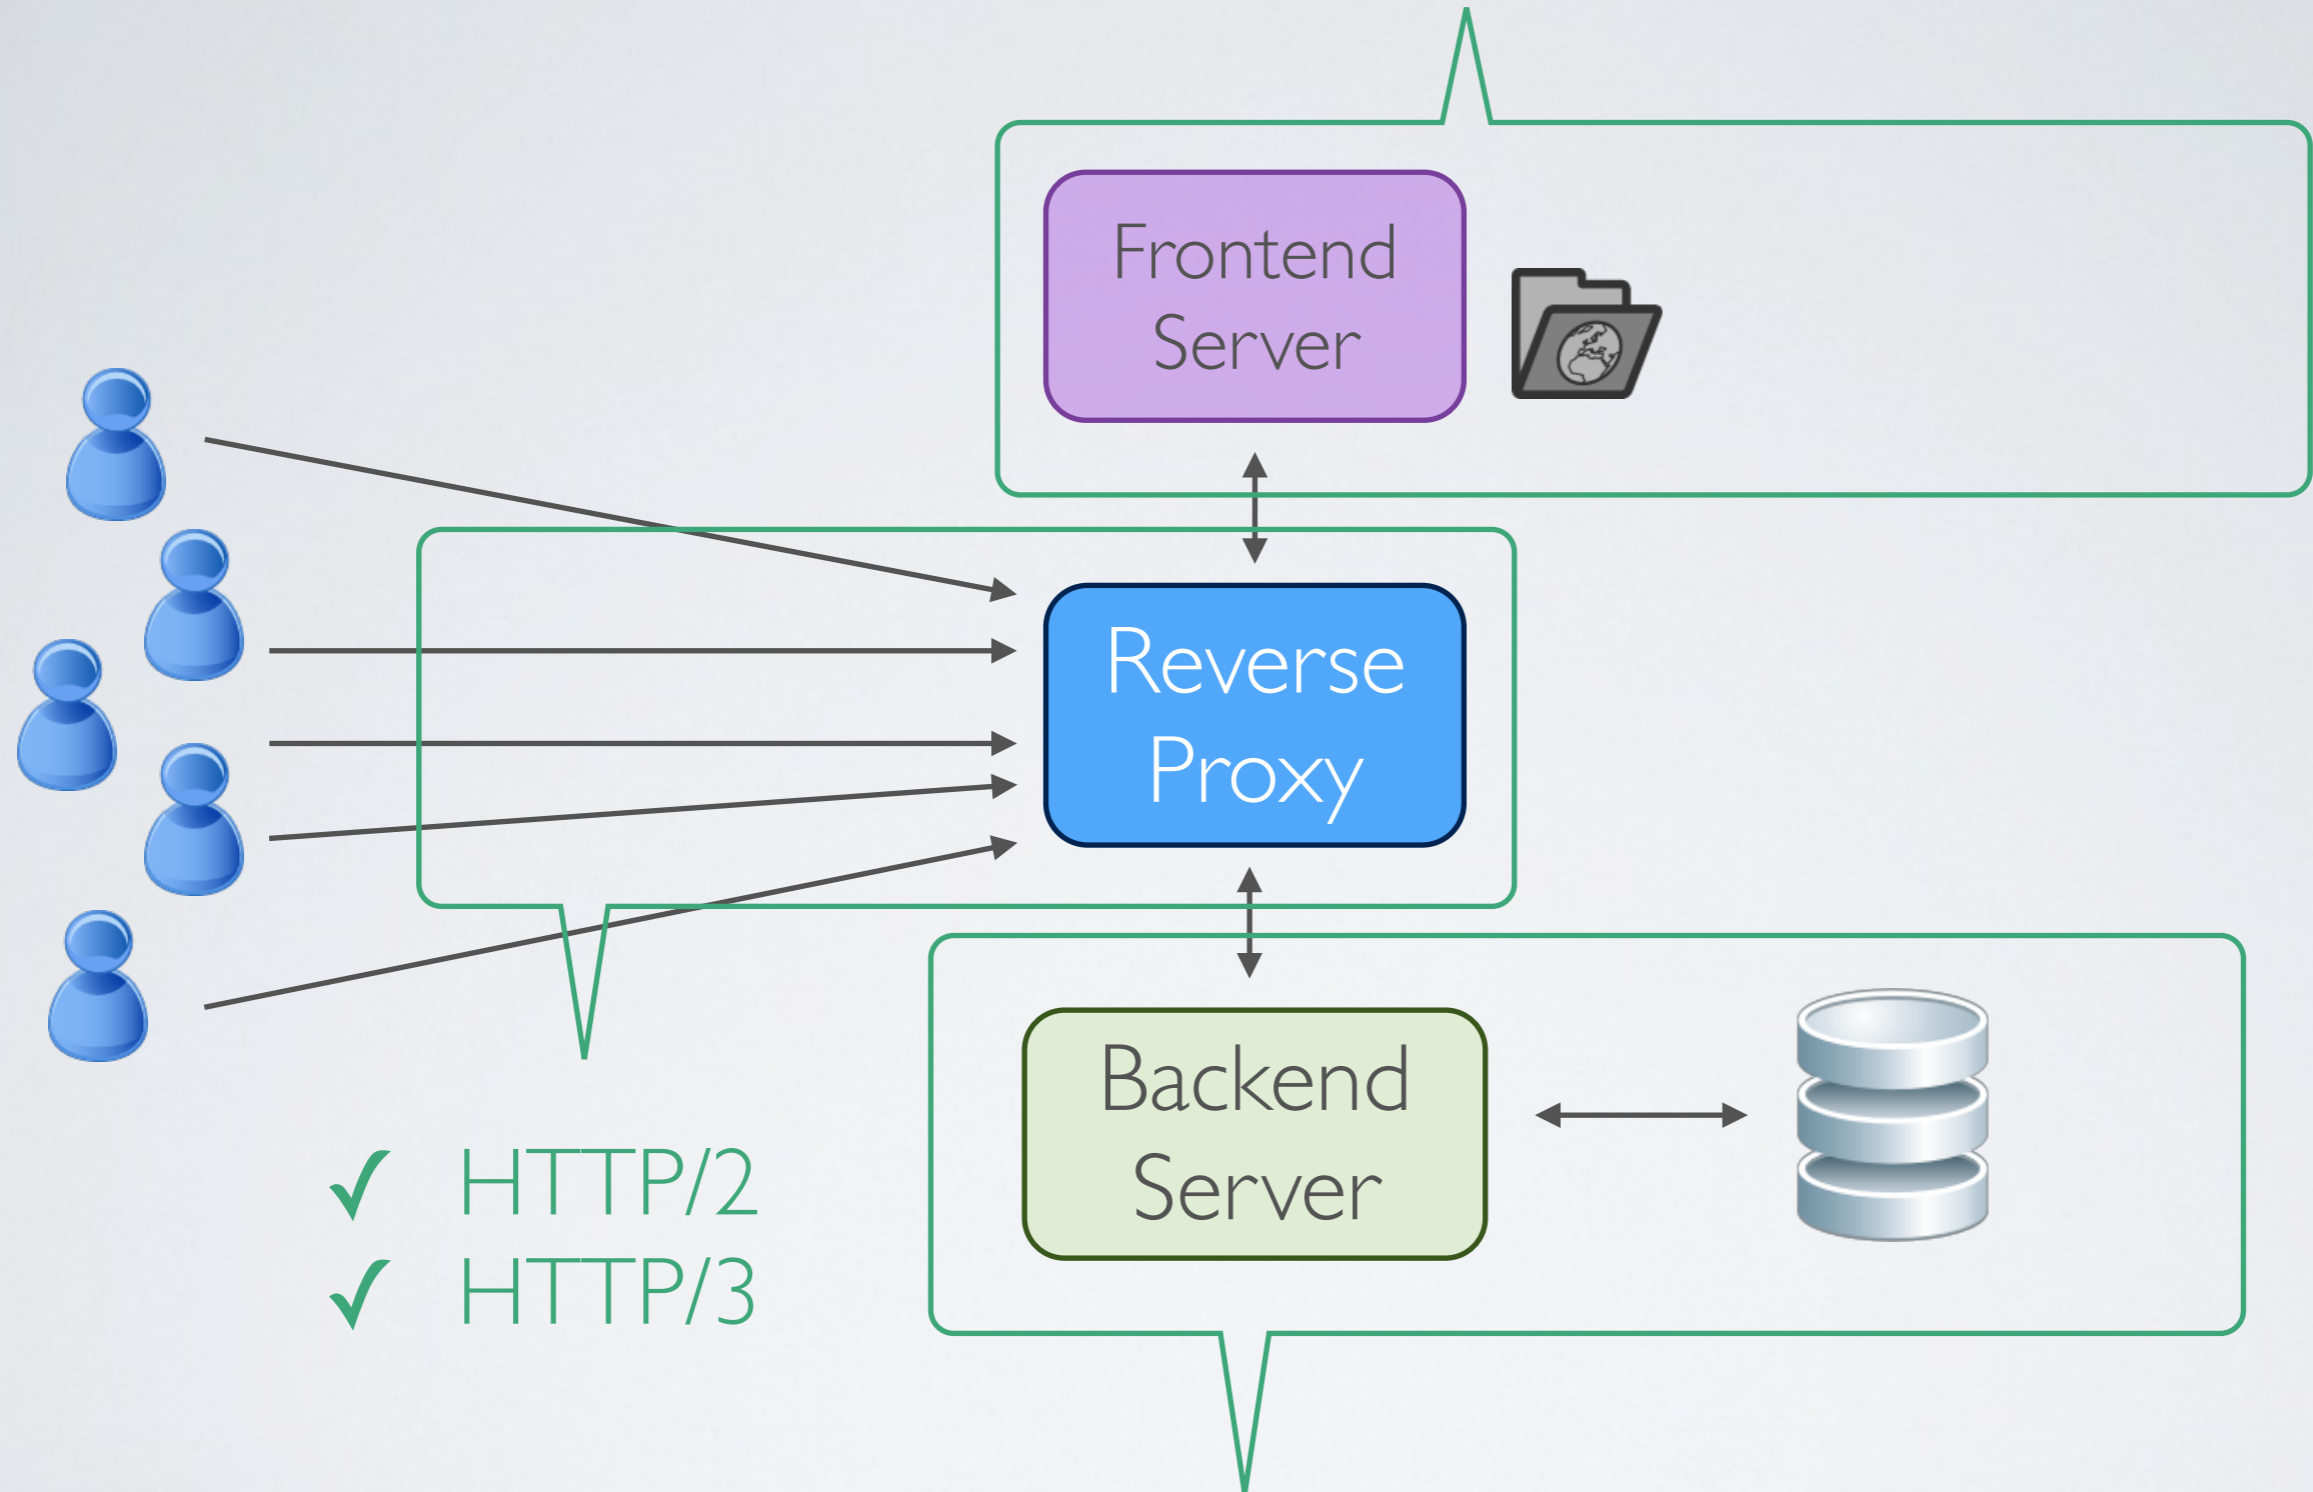 Frontend
Server
Reverse
Proxy
Backend
Server
✓ HTTP/2
✓ HTTP/3